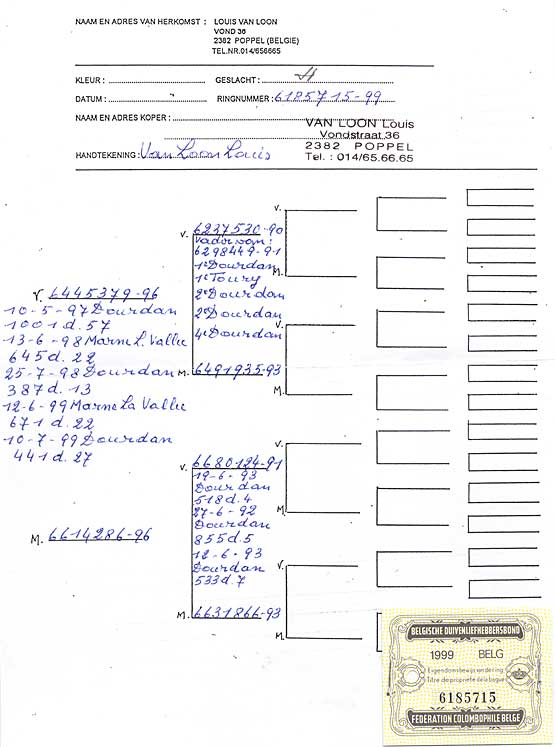 NAAM EN ADRES VAN HERKOMST : LOUIS VAN LOON
VOND 36
2382 POPPEL (BELGIE)
TEL.NR.014/656665
KLEUR : GESLACHT :
DATUM : RINGNUMMER : 6185715-99
NAAM EN ADRES KOPER :
VAN LOON Louis
Vondstraat 36
2382 POPPEL
Tel. : 014/65.66.65
HANDTEKENING : Van Loon Louis
V. 6445379-96
10-5-97 Dourdan
1001 d. 57
13-6-98 Marne L Vallee
645 d. 22
25-7-98 Dourdan
387 d. 13
12-6-99 Marne La Vallee
671 d. 22
10-7-99 Dourdan
441 d. 27
M. 6614286-96
V. 6237530-90
Vader van:
6298449-91
1e Dourdan
1e Toury
2e Dourdan
2e Dourdan
4e Dourdan
M. 6491935-93
V. 6680124-91
19-6-93
Dourdan
518 d. 4
27-6-92
Dourdan
855 d. 5
12-6-93
Dourdan
533 d. 7
M. 6631866-93
V.
M.
V.
M.
V.
M.
V.
M.
BELGISCHE DUIVENLIEFHEBBERSBOND
1999 BELG
Eigendomsbewijs van de ring
Titre de propriété de la bague
6185715
FEDERATION COLOMBOPHILE BELGE